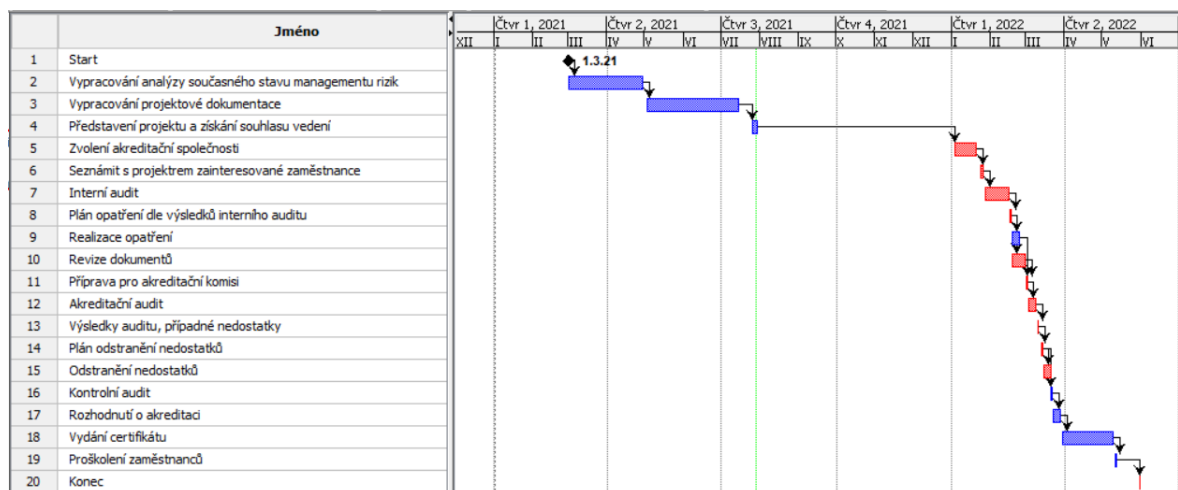 Jméno
Čtvr 1, 2021 Čtvr 2, 2021 Čtvr 3, 2021 Čtvr 4, 2021 Čtvr 1, 2022 Čtvr 2, 2022
XII I II III IV V VI VII VIII IX X XI XII I II III IV V VI
1 Start 1.3.21
2 Vypracování analýzy současného stavu managementu rizik
3 Vypracování projektové dokumentace
4 Představení projektu a získání souhlasu vedení
5 Zvolení akreditační společnosti
6 Seznámit s projektrem zainteresované zaměstnance
7 Interní audit
8 Plán opatření dle výsledků interního auditu
9 Realizace opatření
10 Revize dokumentů
11 Příprava pro akreditační komisi
12 Akreditační audit
13 Výsledky auditu, případné nedostatky
14 Plán odstranění nedostatků
15 Odstranění nedostatků
16 Kontrolní audit
17 Rozhodnutí o akreditaci
18 Vydání certifikátu
19 Proškolení zaměstnanců
20 Konec